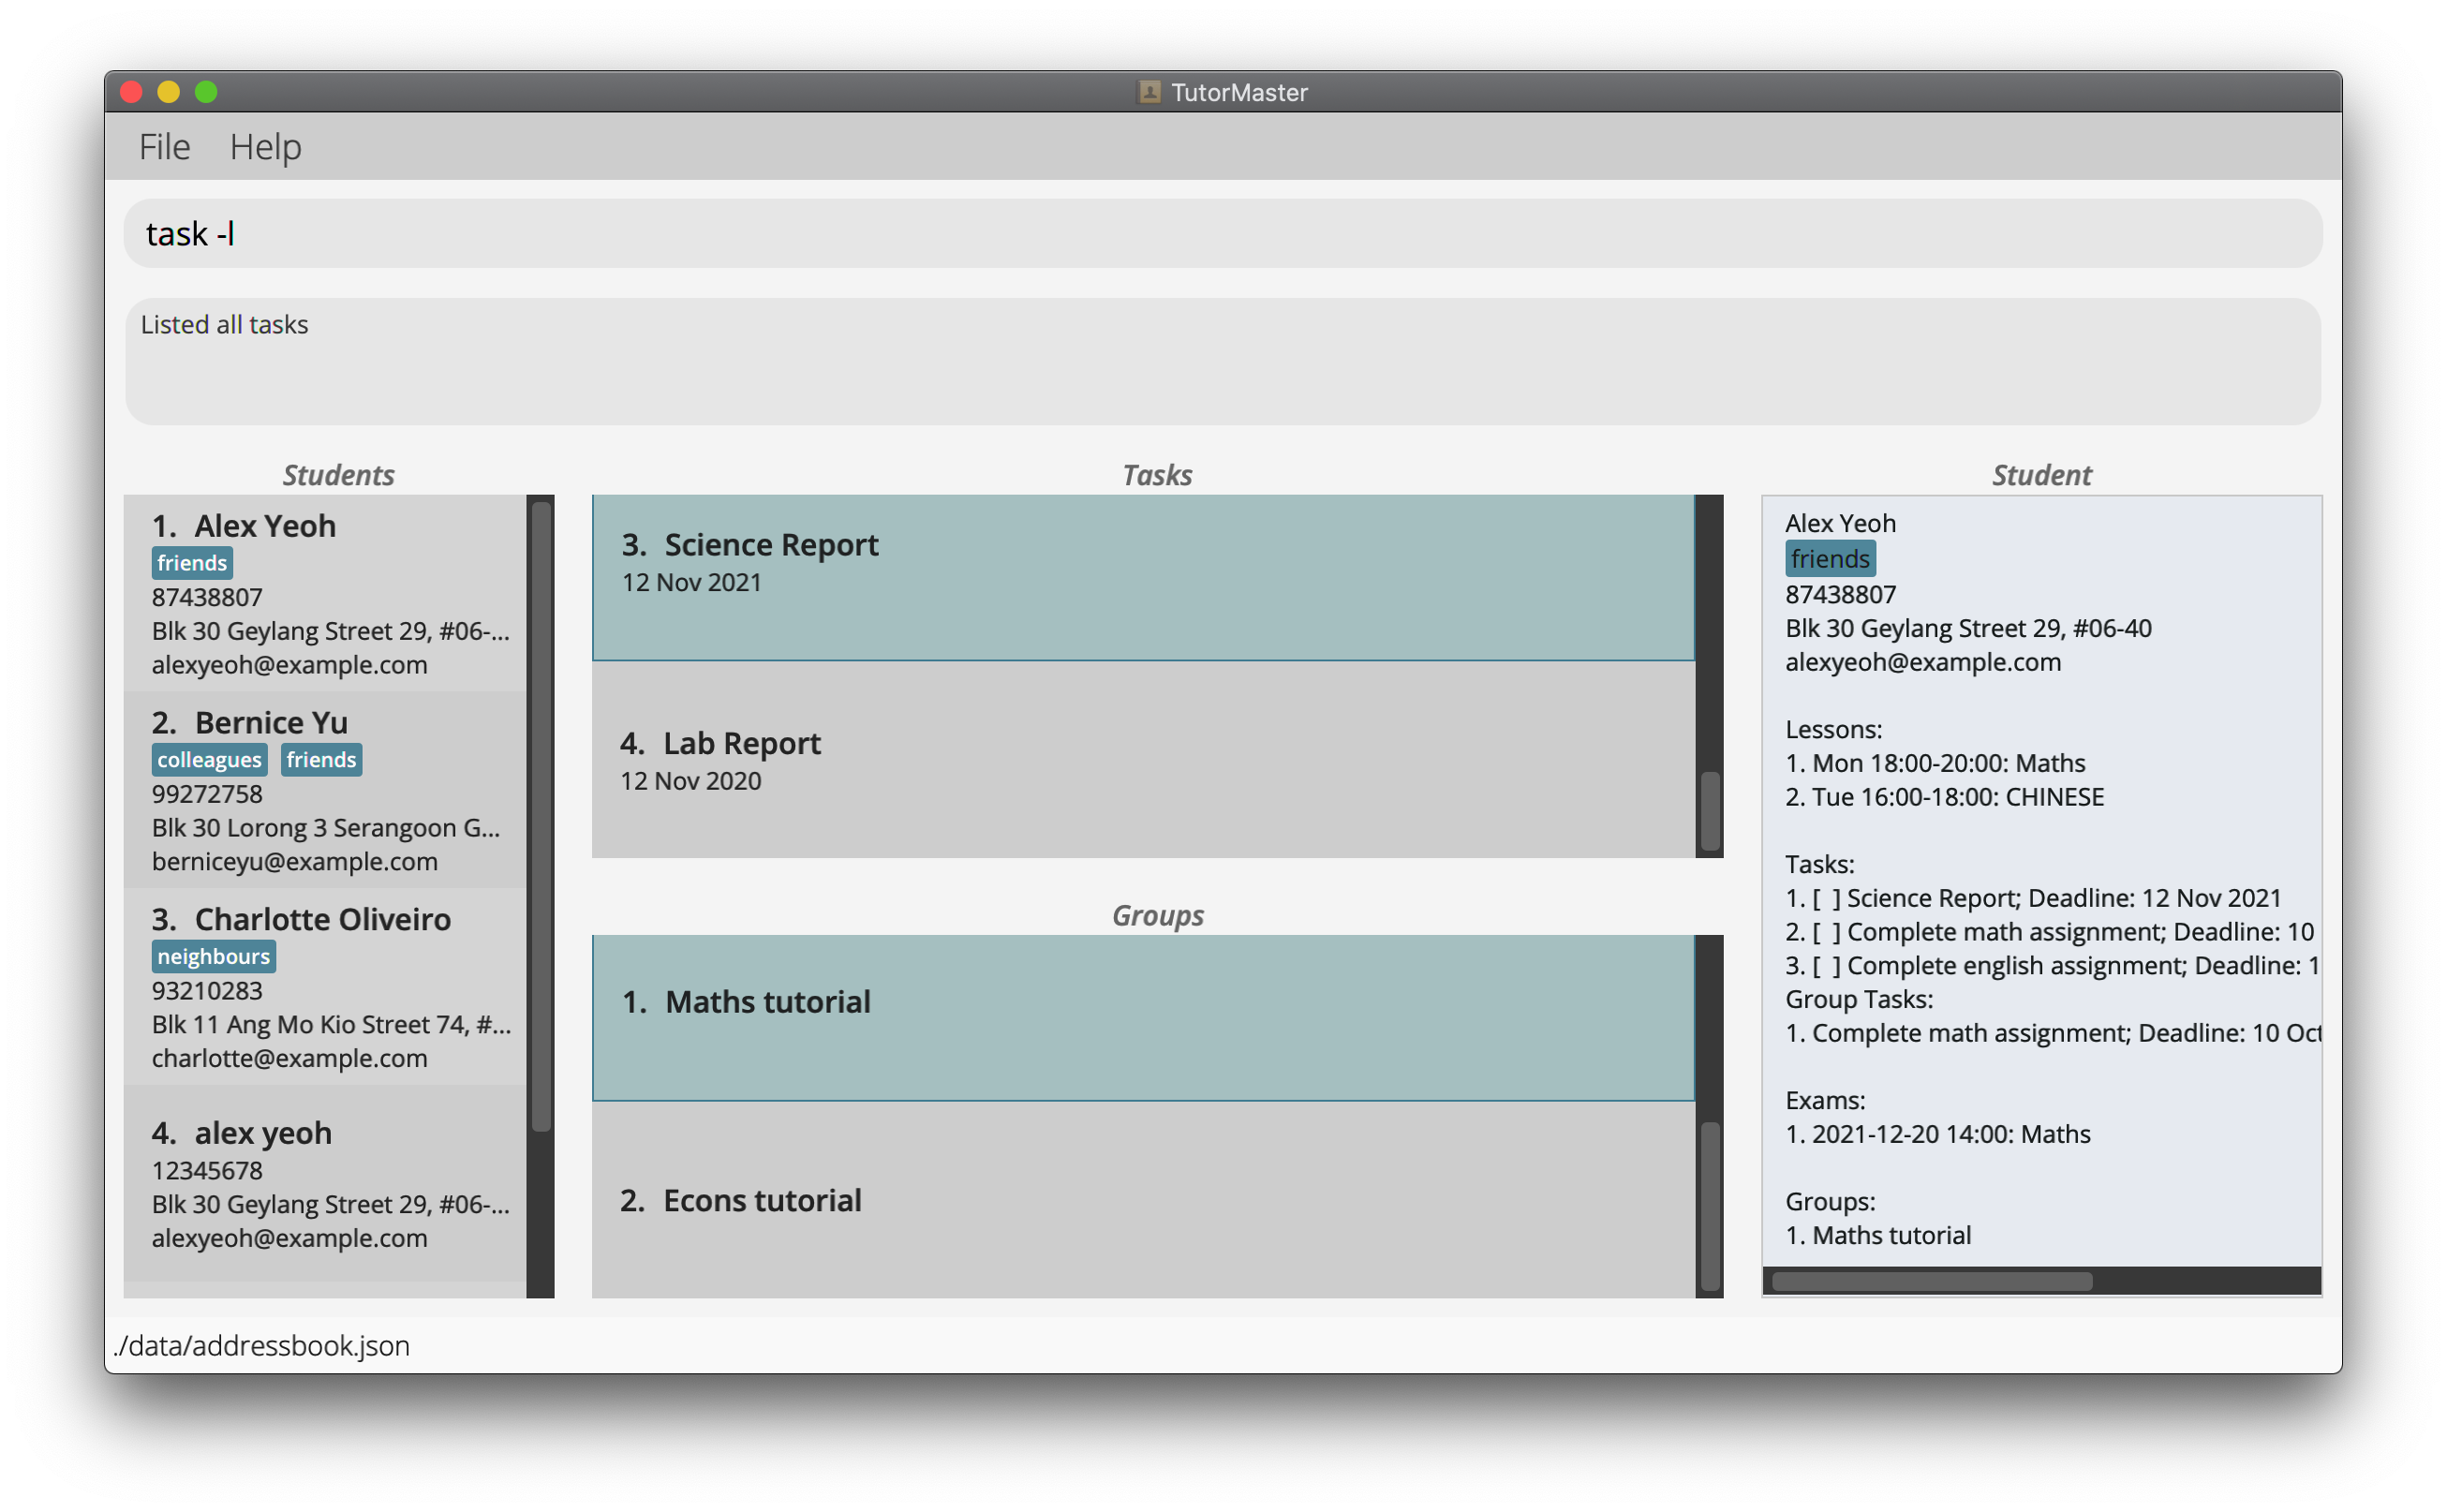 TutorMaster
File Help
task -l
Listed all tasks
Students
1. Alex Yeoh
friends
87438807
Blk 30 Geylang Street 29, #06-...
alexyeoh@example.com
2. Bernice Yu
colleagues friends
99272758
Blk 30 Lorong 3 Serangoon G...
berniceyu@example.com
3. Charlotte Oliveiro
neighbours
93210283
Blk 11 Ang Mo Kio Street 74, #...
charlotte@example.com
4. alex yeoh
12345678
Blk 30 Geylang Street 29, #06-...
alexyeoh@example.com
Tasks
3. Science Report
12 Nov 2021
4. Lab Report
12 Nov 2020
Groups
1. Maths tutorial
2. Econs tutorial
Student
Alex Yeoh
friends
87438807
Blk 30 Geylang Street 29, #06-40
alexyeoh@example.com
Lessons:
1. Mon 18:00-20:00: Maths
2. Tue 16:00-18:00: CHINESE
Tasks:
1. [ ] Science Report; Deadline: 12 Nov 2021
2. [ ] Complete math assignment; Deadline: 10
3. [ ] Complete english assignment; Deadline: 1
Group Tasks:
1. Complete math assignment; Deadline: 10 Oct
Exams:
1. 2021-12-20 14:00: Maths
Groups:
1. Maths tutorial
./data/addressbook.json